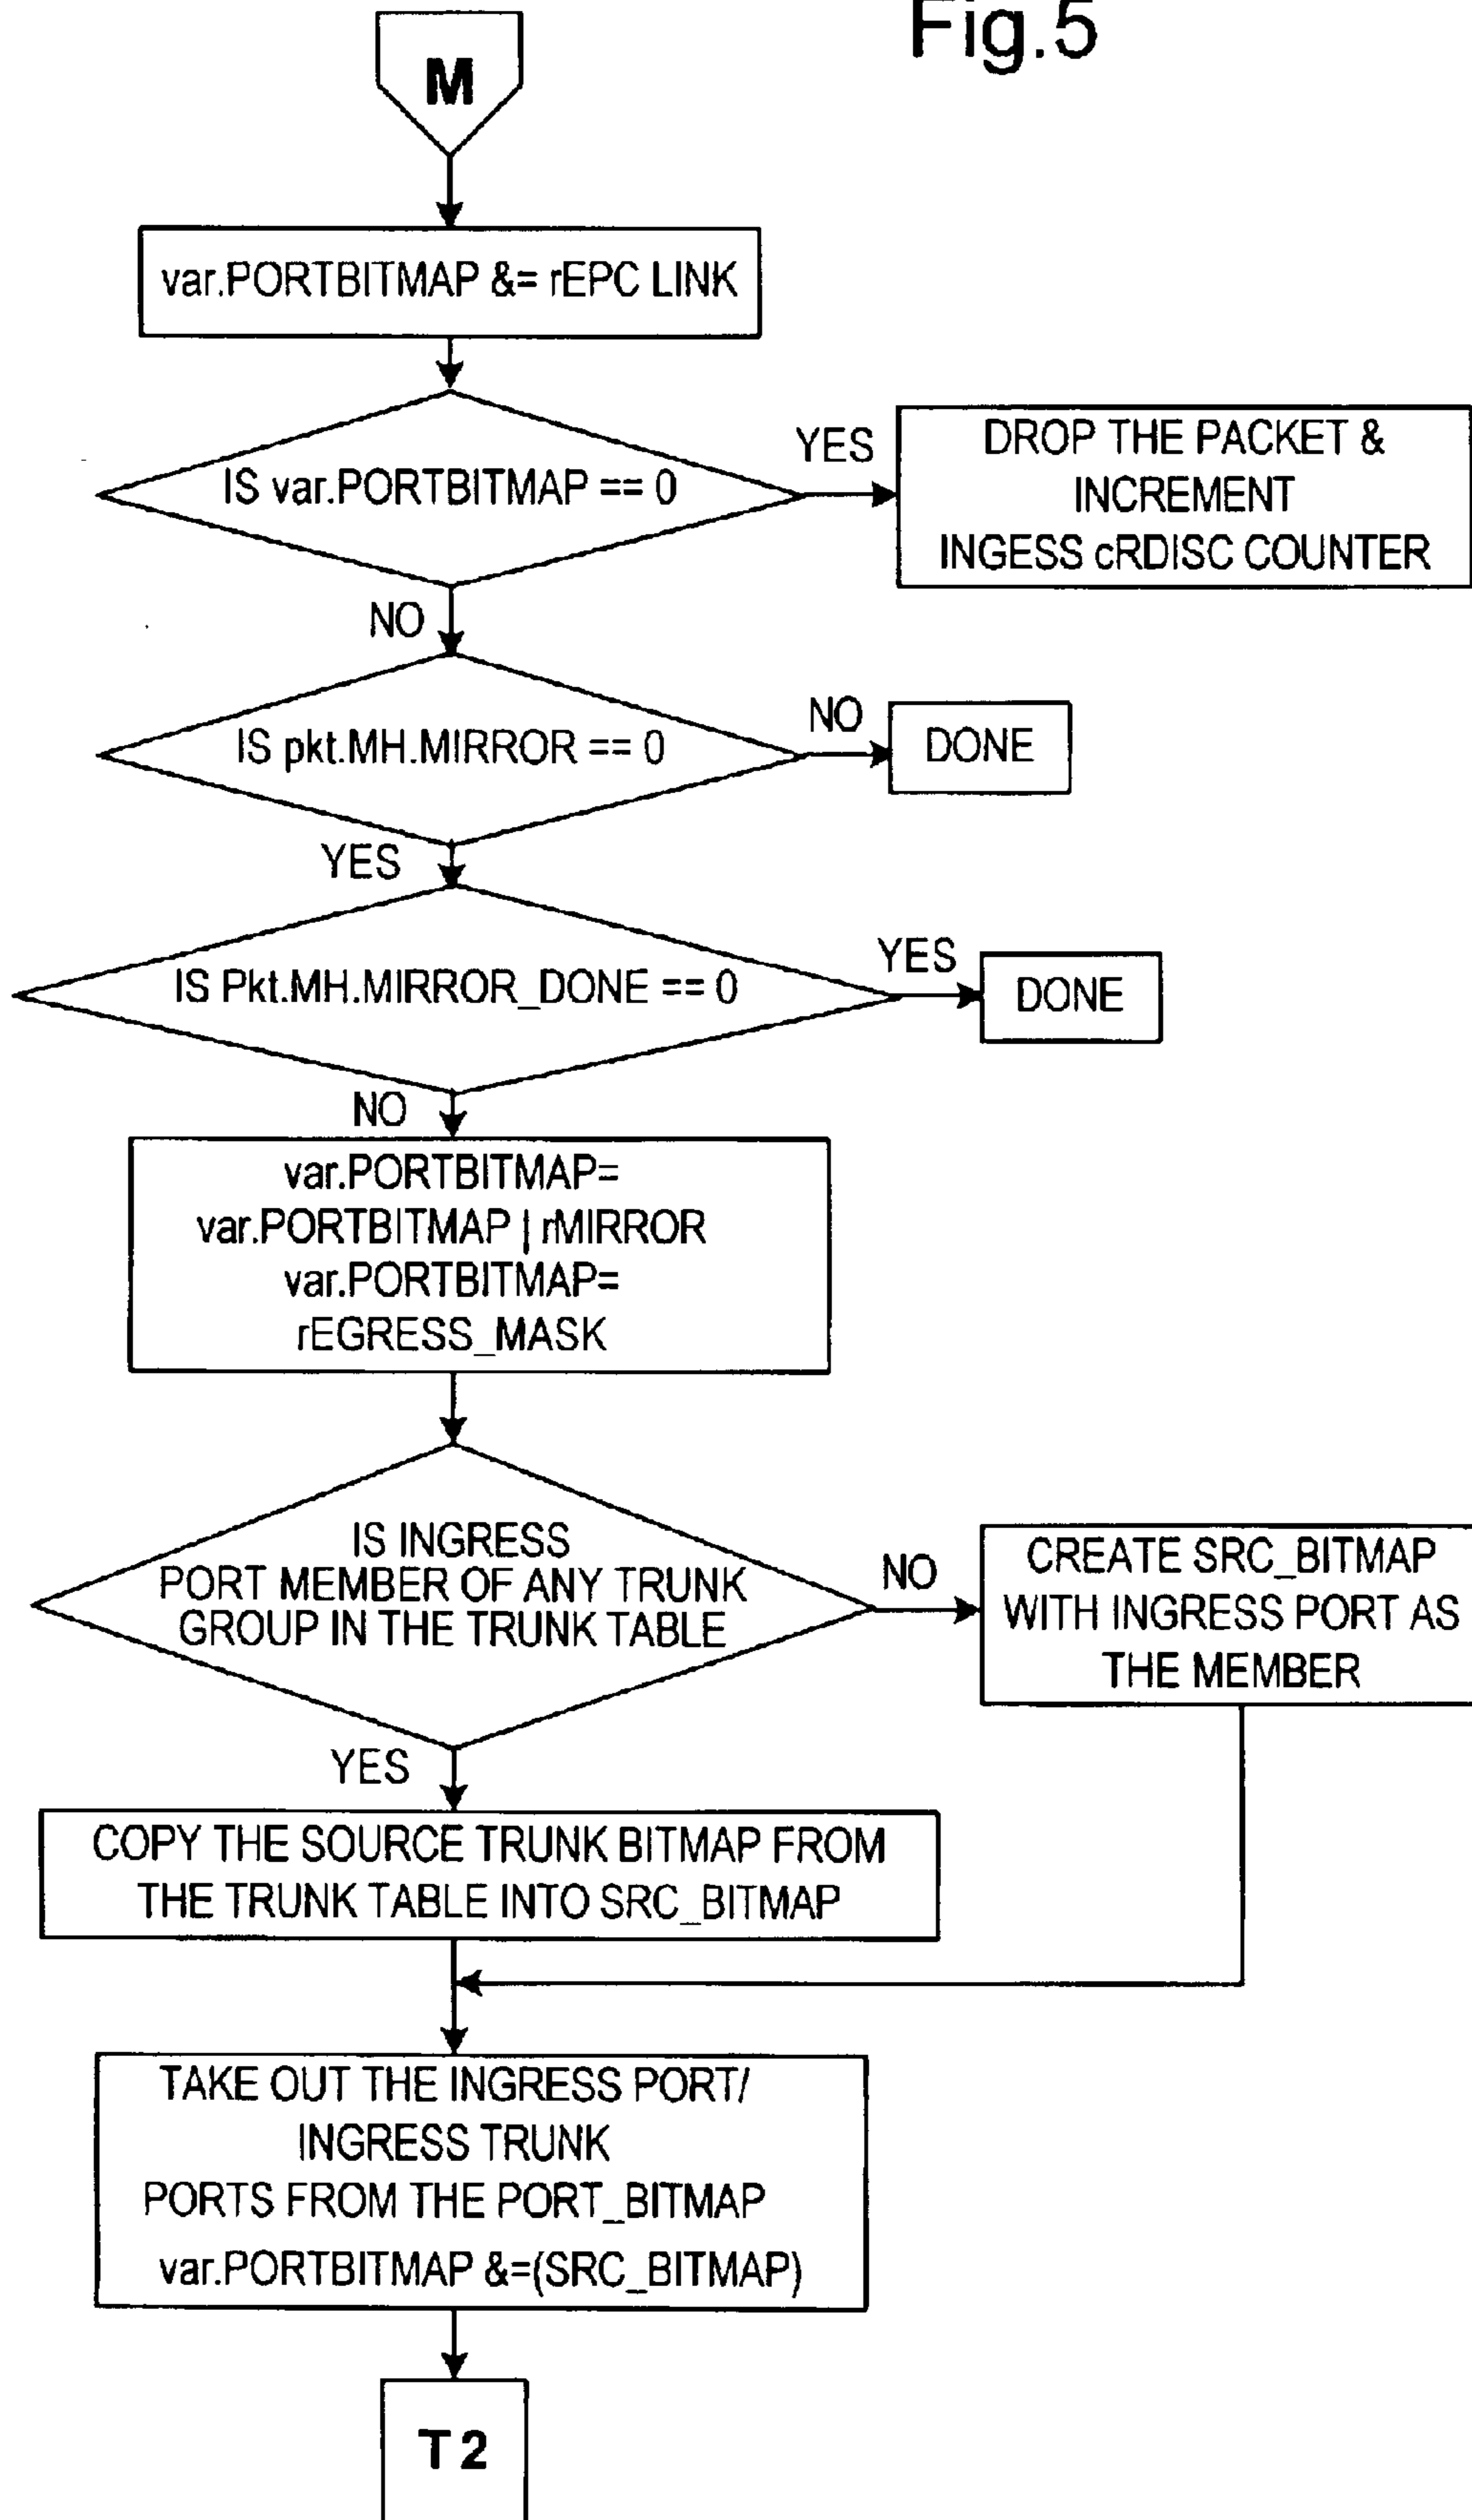 Fig.5
M
var.PORTBITMAP &= rEPC LINK
IS var.PORTBITMAP == 0
YES
DROP THE PACKET &
INCREMENT
INGESS cRDISC COUNTER
NO
IS pkt.MH.MIRROR == 0
NO
DONE
YES
IS Pkt.MH.MIRROR_DONE == 0
YES
DONE
NO
var.PORTBITMAP=
var.PORTBITMAP | rMIRROR
var.PORTBITMAP=
rEGRESS_MASK
IS INGRESS
PORT MEMBER OF ANY TRUNK
GROUP IN THE TRUNK TABLE
NO
CREATE SRC_BITMAP
WITH INGRESS PORT AS
THE MEMBER
YES
COPY THE SOURCE TRUNK BITMAP FROM
THE TRUNK TABLE INTO SRC_BITMAP
TAKE OUT THE INGRESS PORT/
INGRESS TRUNK
PORTS FROM THE PORT_BITMAP
var.PORTBITMAP &=(SRC_BITMAP)
T2